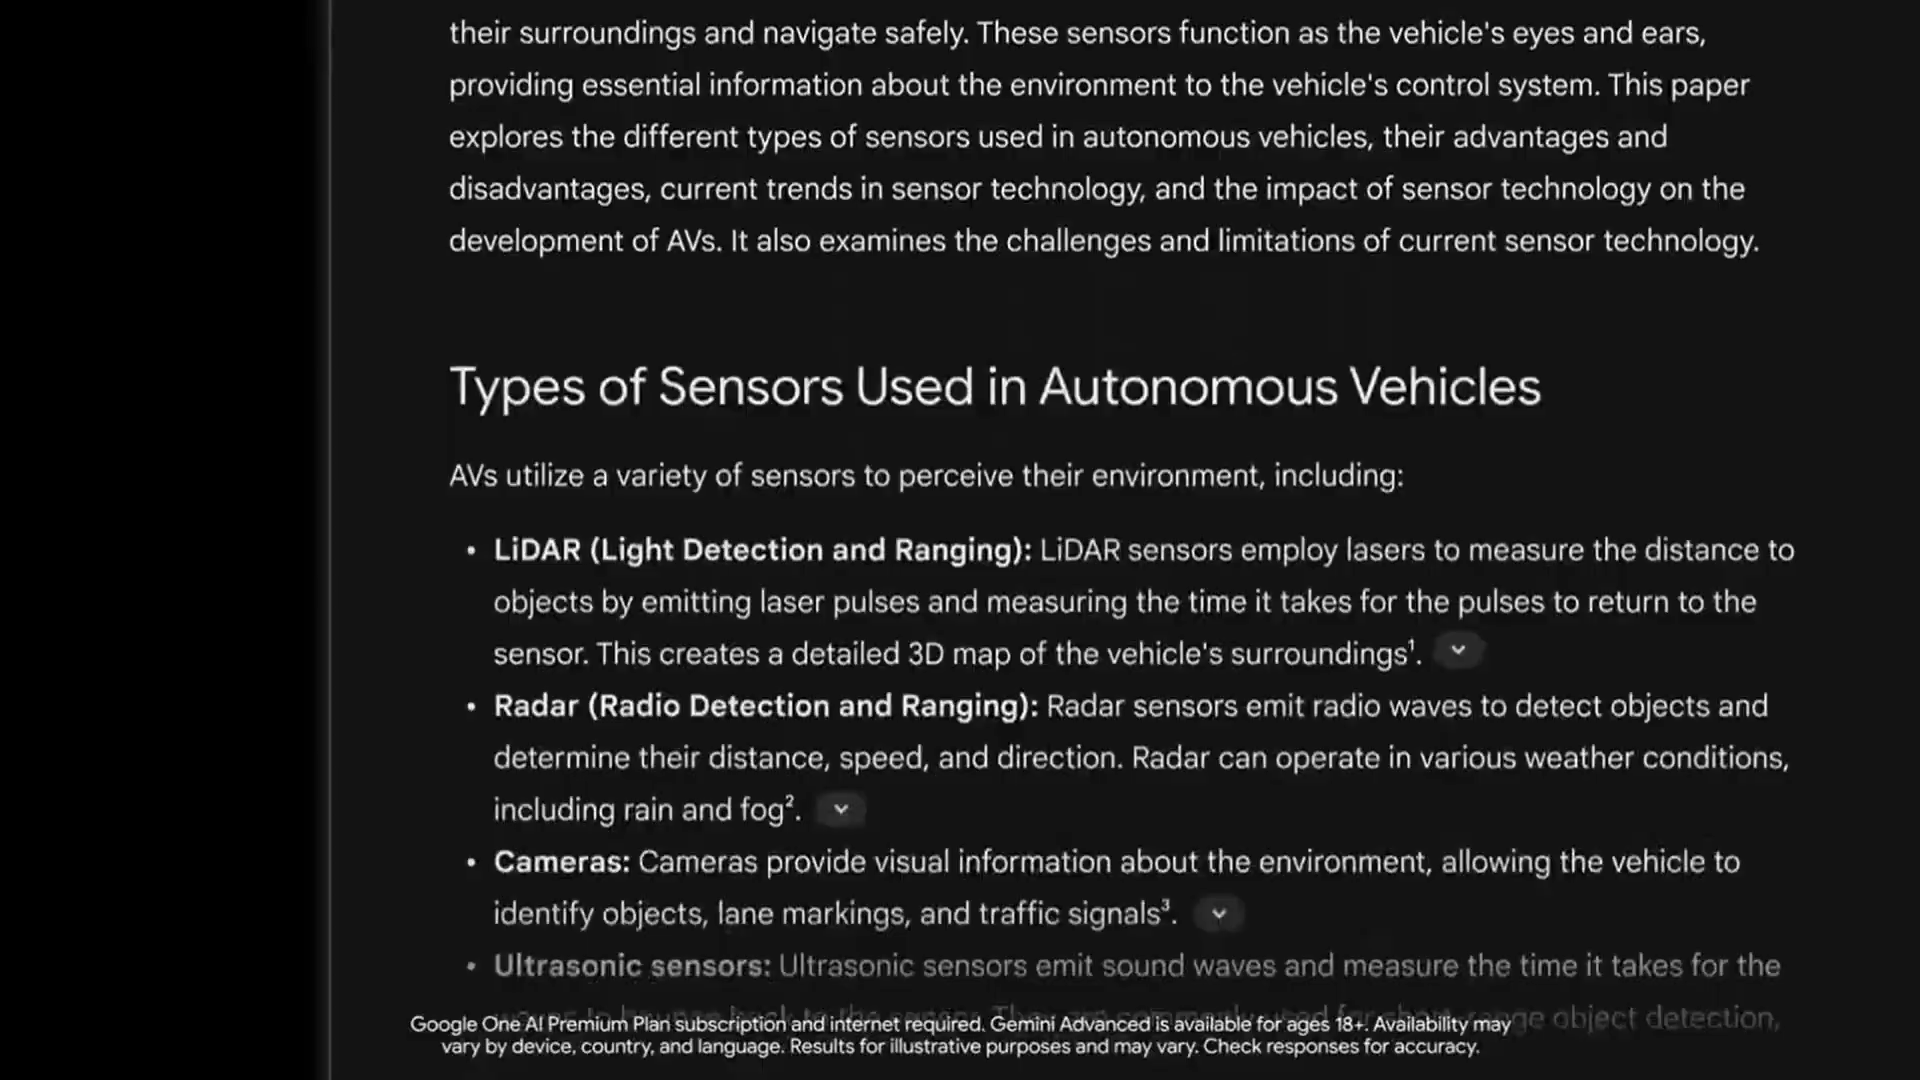 their surroundings and navigate safely. These sensors function as the vehicle's eyes and ears,
providing essential information about the environment to the vehicle's control system. This paper
explores the different types of sensors used in autonomous vehicles, their advantages and
disadvantages, current trends in sensor technology, and the impact of sensor technology on the
development of AVs. It also examines the challenges and limitations of current sensor technology.
Types of Sensors Used in Autonomous Vehicles
AVs utilize a variety of sensors to perceive their environment, including:
• LiDAR (Light Detection and Ranging): LiDAR sensors employ lasers to measure the distance to
objects by emitting laser pulses and measuring the time it takes for the pulses to return to the
sensor. This creates a detailed 3D map of the vehicle's surroundings¹.
• Radar (Radio Detection and Ranging): Radar sensors emit radio waves to detect objects and
determine their distance, speed, and direction. Radar can operate in various weather conditions,
including rain and fog².
• Cameras: Cameras provide visual information about the environment, allowing the vehicle to
identify objects, lane markings, and traffic signals³.
• Ultrasonic sensors: Ultrasonic sensors emit sound waves and measure the time it takes for the
object detection,
Google One AI Premium Plan subscription and internet required. Gemini Advanced is available for ages 18+. Availability may
vary by device, country, and language. Results for illustrative purposes and may vary. Check responses for accuracy.